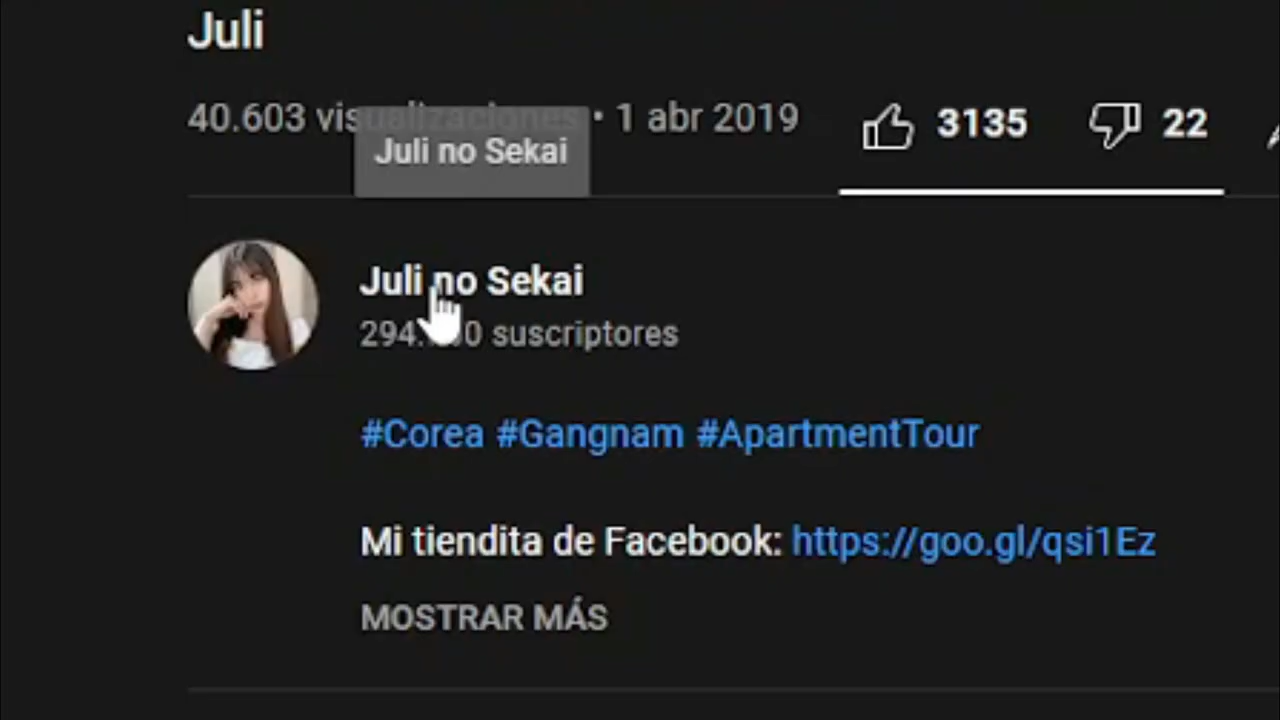 Juli
40.603 visualizaciones • 1 abr 2019
3135
22
Juli no Sekai
Juli no Sekai
suscriptores
#Corea #Gangnam #ApartmentTour
Mi tiendita de Facebook: https://goo.gl/qsi1Ez
MOSTRAR MÁS